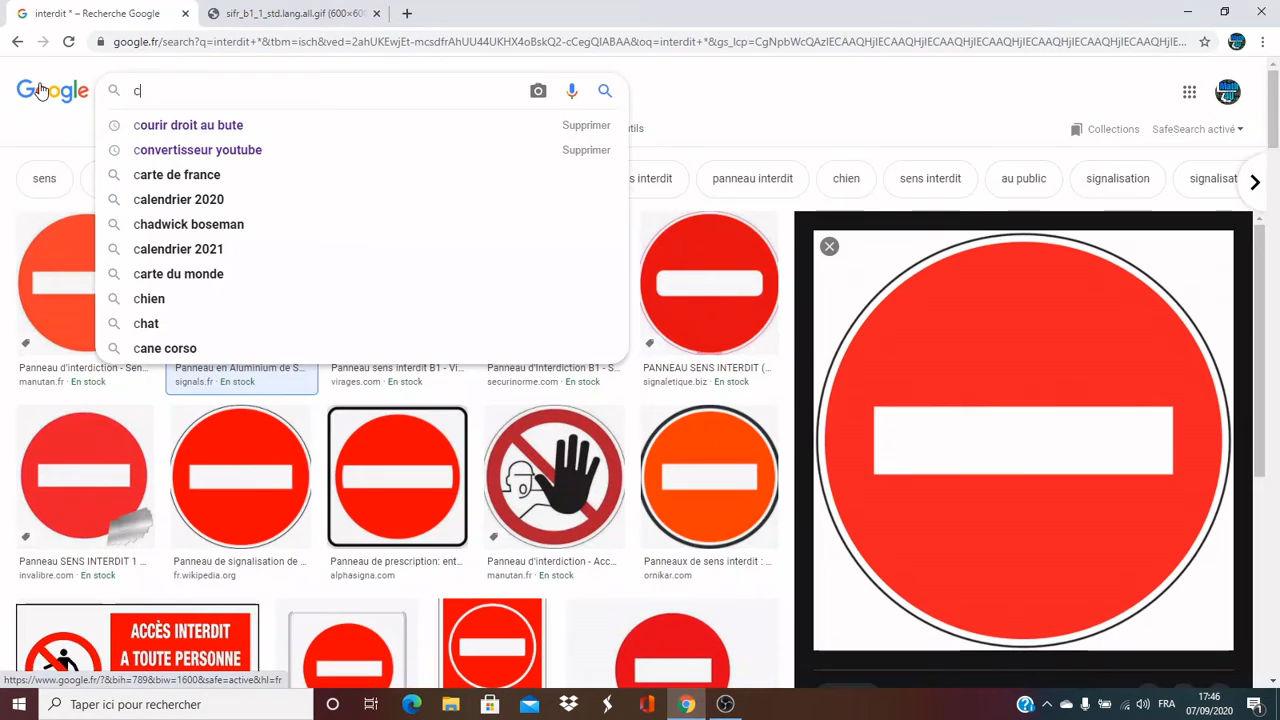 interdit * – Recherche Google
sifr_b1_1_std.lang.all.gif (600×60
google.fr/search?q=interdit+*&tbm=isch&ved=2ahUKEwjEt-mcsdfrAhUU44UKHX4oBskQ2-cCegQIABAA&oq=interdit+*&gs_lcp=CgNpbWcQAzIECAAQHjIECAAQHjIECAAQHjIECAAQHjIECAAQHjIECAAQHjIECAAQHjIE...
Google
c
courir droit au bute Supprimer
convertisseur youtube Supprimer
carte de france
calendrier 2020
chadwick boseman
calendrier 2021
carte du monde
chien
chat
cane corso
utils
Collections SafeSearch activé
sens
s interdit panneau interdit chien sens interdit au public signalisation signalisat
Panneau d'interdiction - Sen... Panneau en Aluminium de S... Panneau sens interdit B1 - Vi... Panneau d'Interdiction B1 - S... PANNEAU SENS INTERDIT (...
manutan.fr · En stock signals.fr · En stock virages.com · En stock securinorme.com · En stock signaletique.biz · En stock
Panneau SENS INTERDIT 1 ... Panneau de signalisation de ... Panneau de prescription: ent... Panneau d'interdiction - Acc... Panneaux de sens interdit : ...
invalibre.com · En stock fr.wikipedia.org alphasigna.com manutan.fr · En stock ornikar.com
ACCÈS INTERDIT
A TOUTE PERSONNE
https://www.google.fr/?&bih=789&biw=1600&safe=active&hl=fr
Taper ici pour rechercher
FRA
17:46
07/09/2020